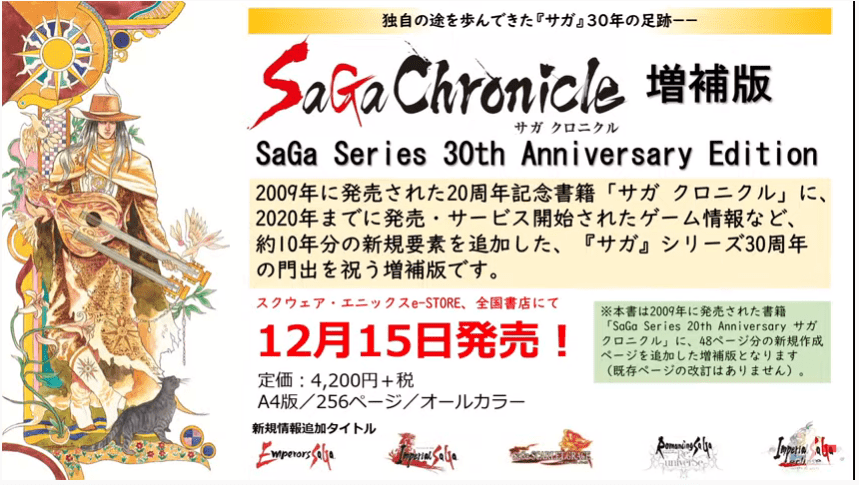 独自の途を歩んできた『サガ』30年の足跡――
SaGa Chronicle 増補版
サガ クロニクル
SaGa Series 30th Anniversary Edition
2009年に発売された20周年記念書籍「サガ クロニクル」に、
2020年までに発売・サービス開始されたゲーム情報など、
約10年分の新規要素を追加した、『サガ』シリーズ30周年
の門出を祝う増補版です。
スクウェア・エニックスe-STORE、全国書店にて
12月15日発売！
定価：4,200円＋税
A4版／256ページ／オールカラー
※本書は2009年に発売された書籍
「SaGa Series 20th Anniversary サガ
クロニクル」に、48ページ分の新規作成
ページを追加した増補版となります
（既存ページの改訂はありません）。
新規情報追加タイトル
EmperorsSaGa
ImperialSaGa
SaGa SCARLET GRACE
RomancingSaGa
universe
ImperialSaGa